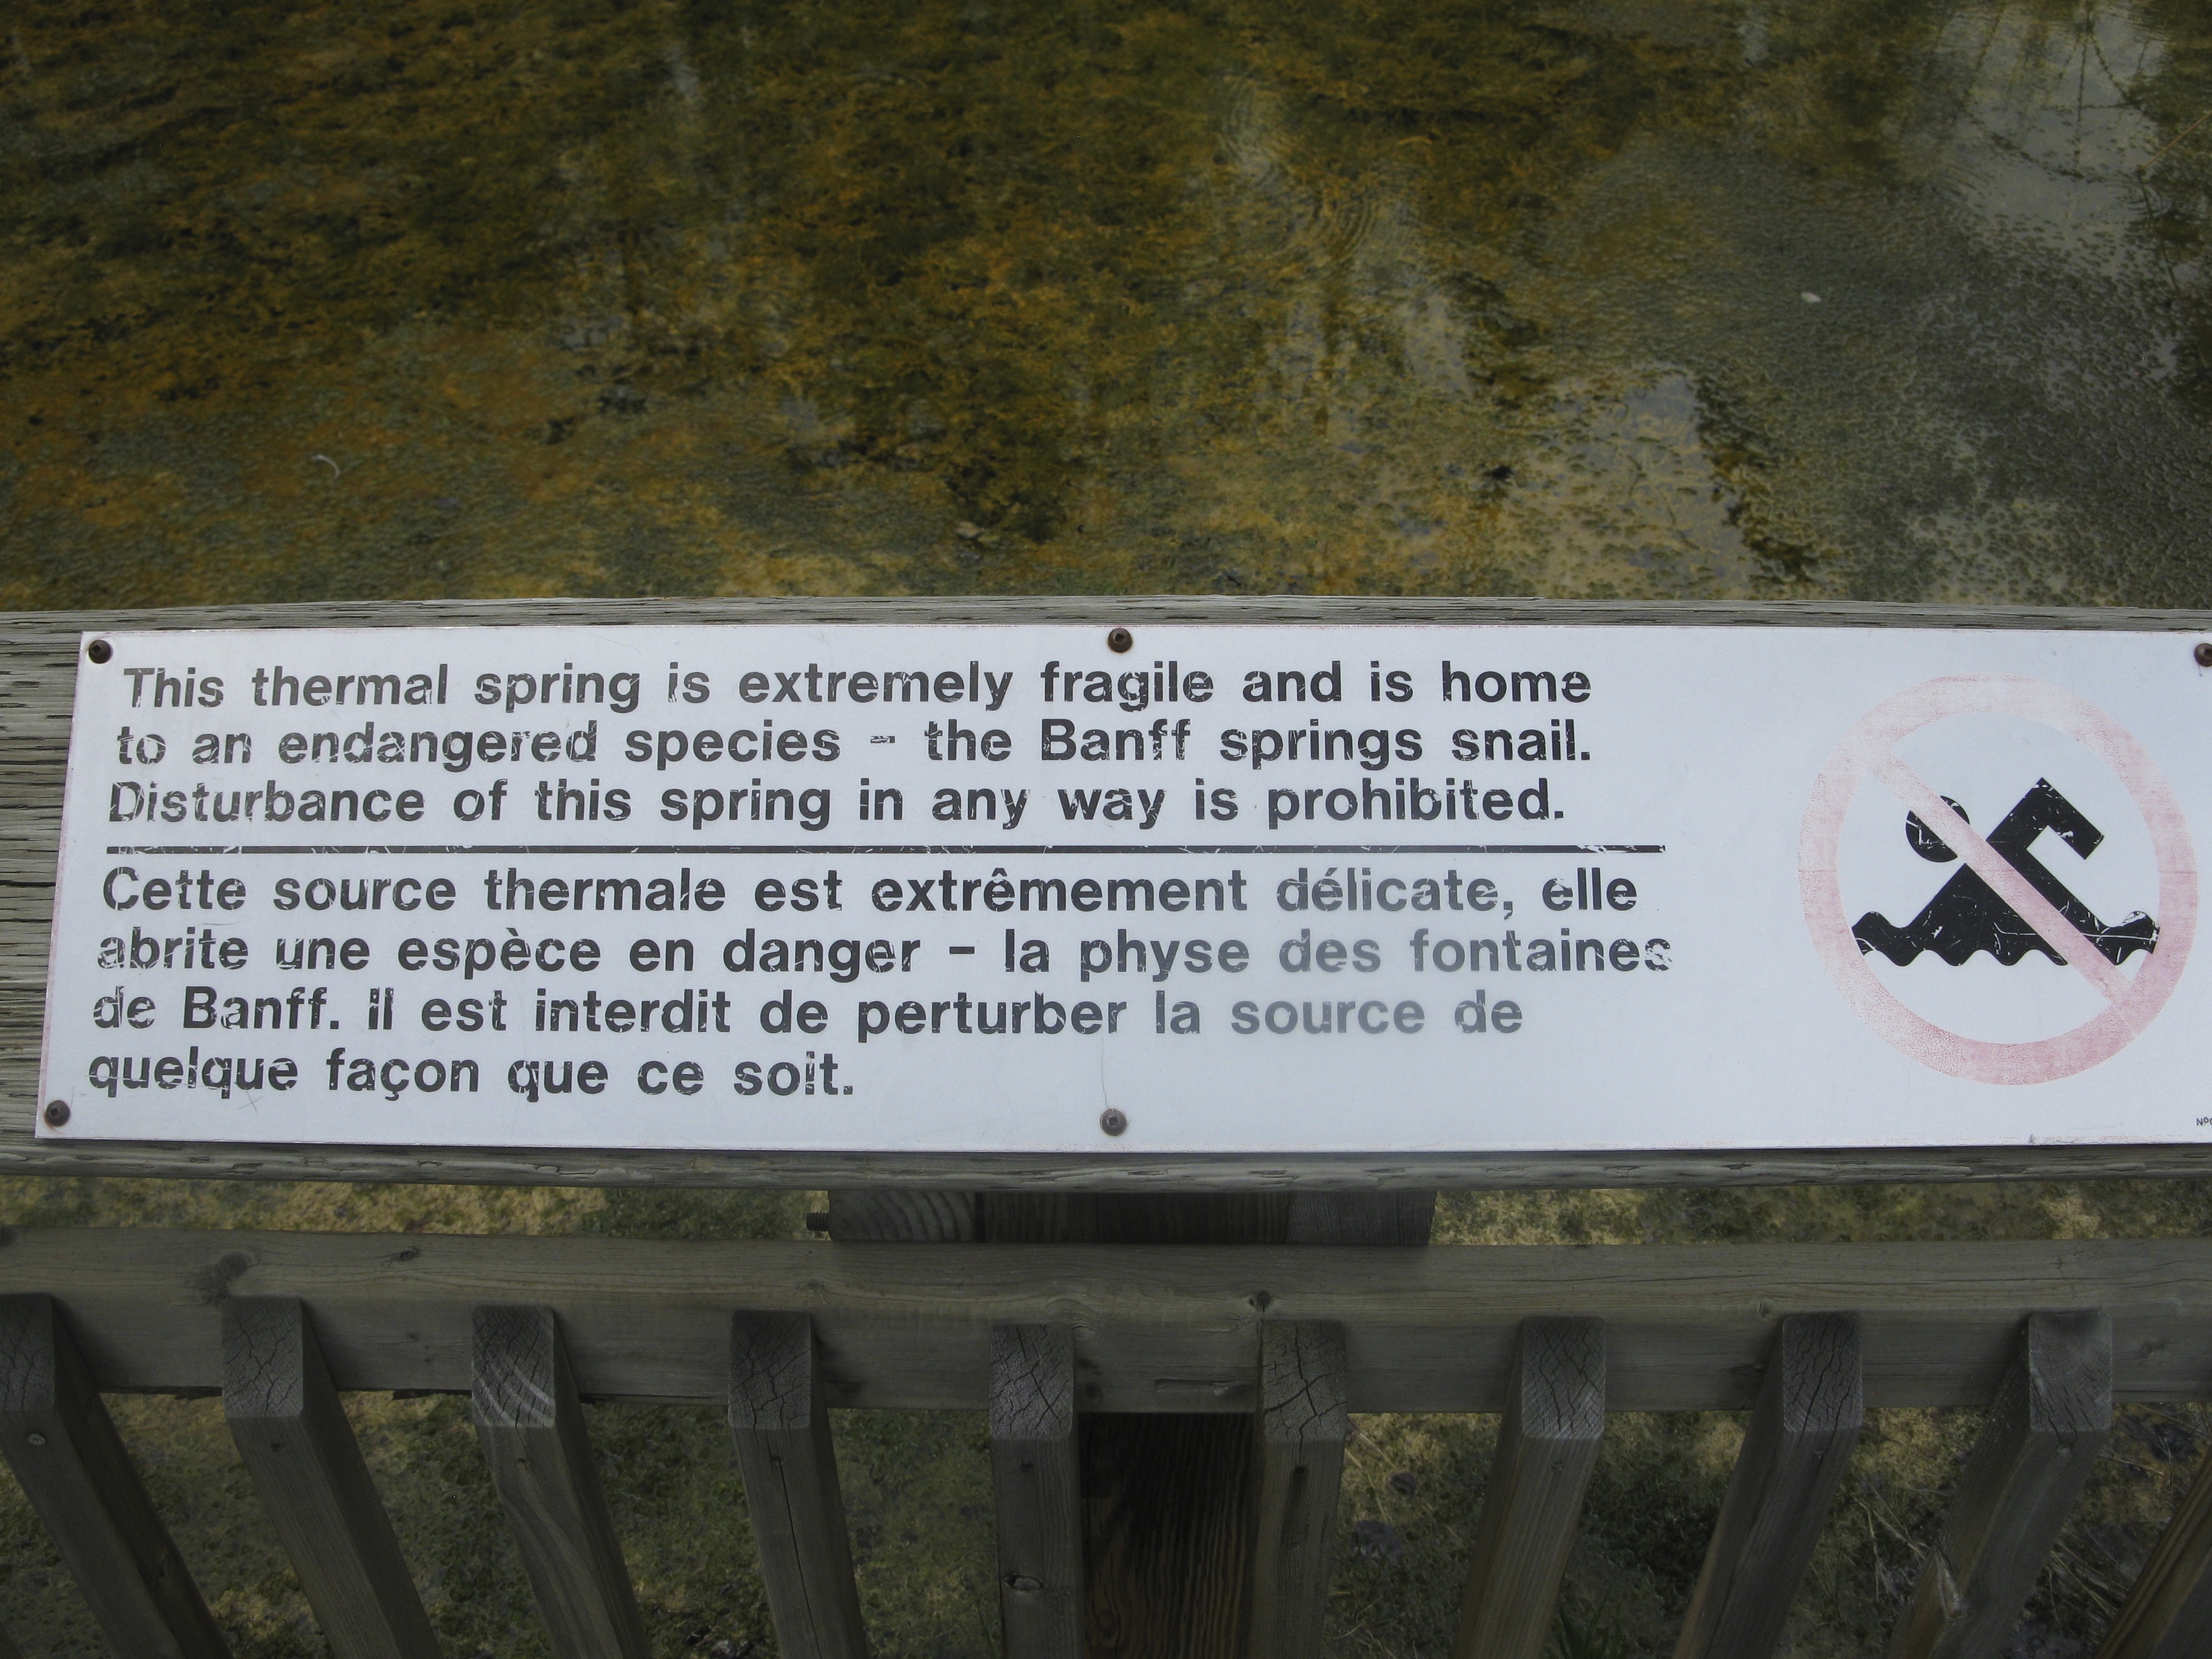 This thermal spring is extremely fragile and is home
to an endangered species - the Banff springs snail.
Disturbance of this spring in any way is prohibited.
Cette source thermale est extrêmement délicate, elle
abrite une espèce en danger - la physe des fontaines
de Banff. il est interdit de perturber la source de
quelque façon que ce soit.